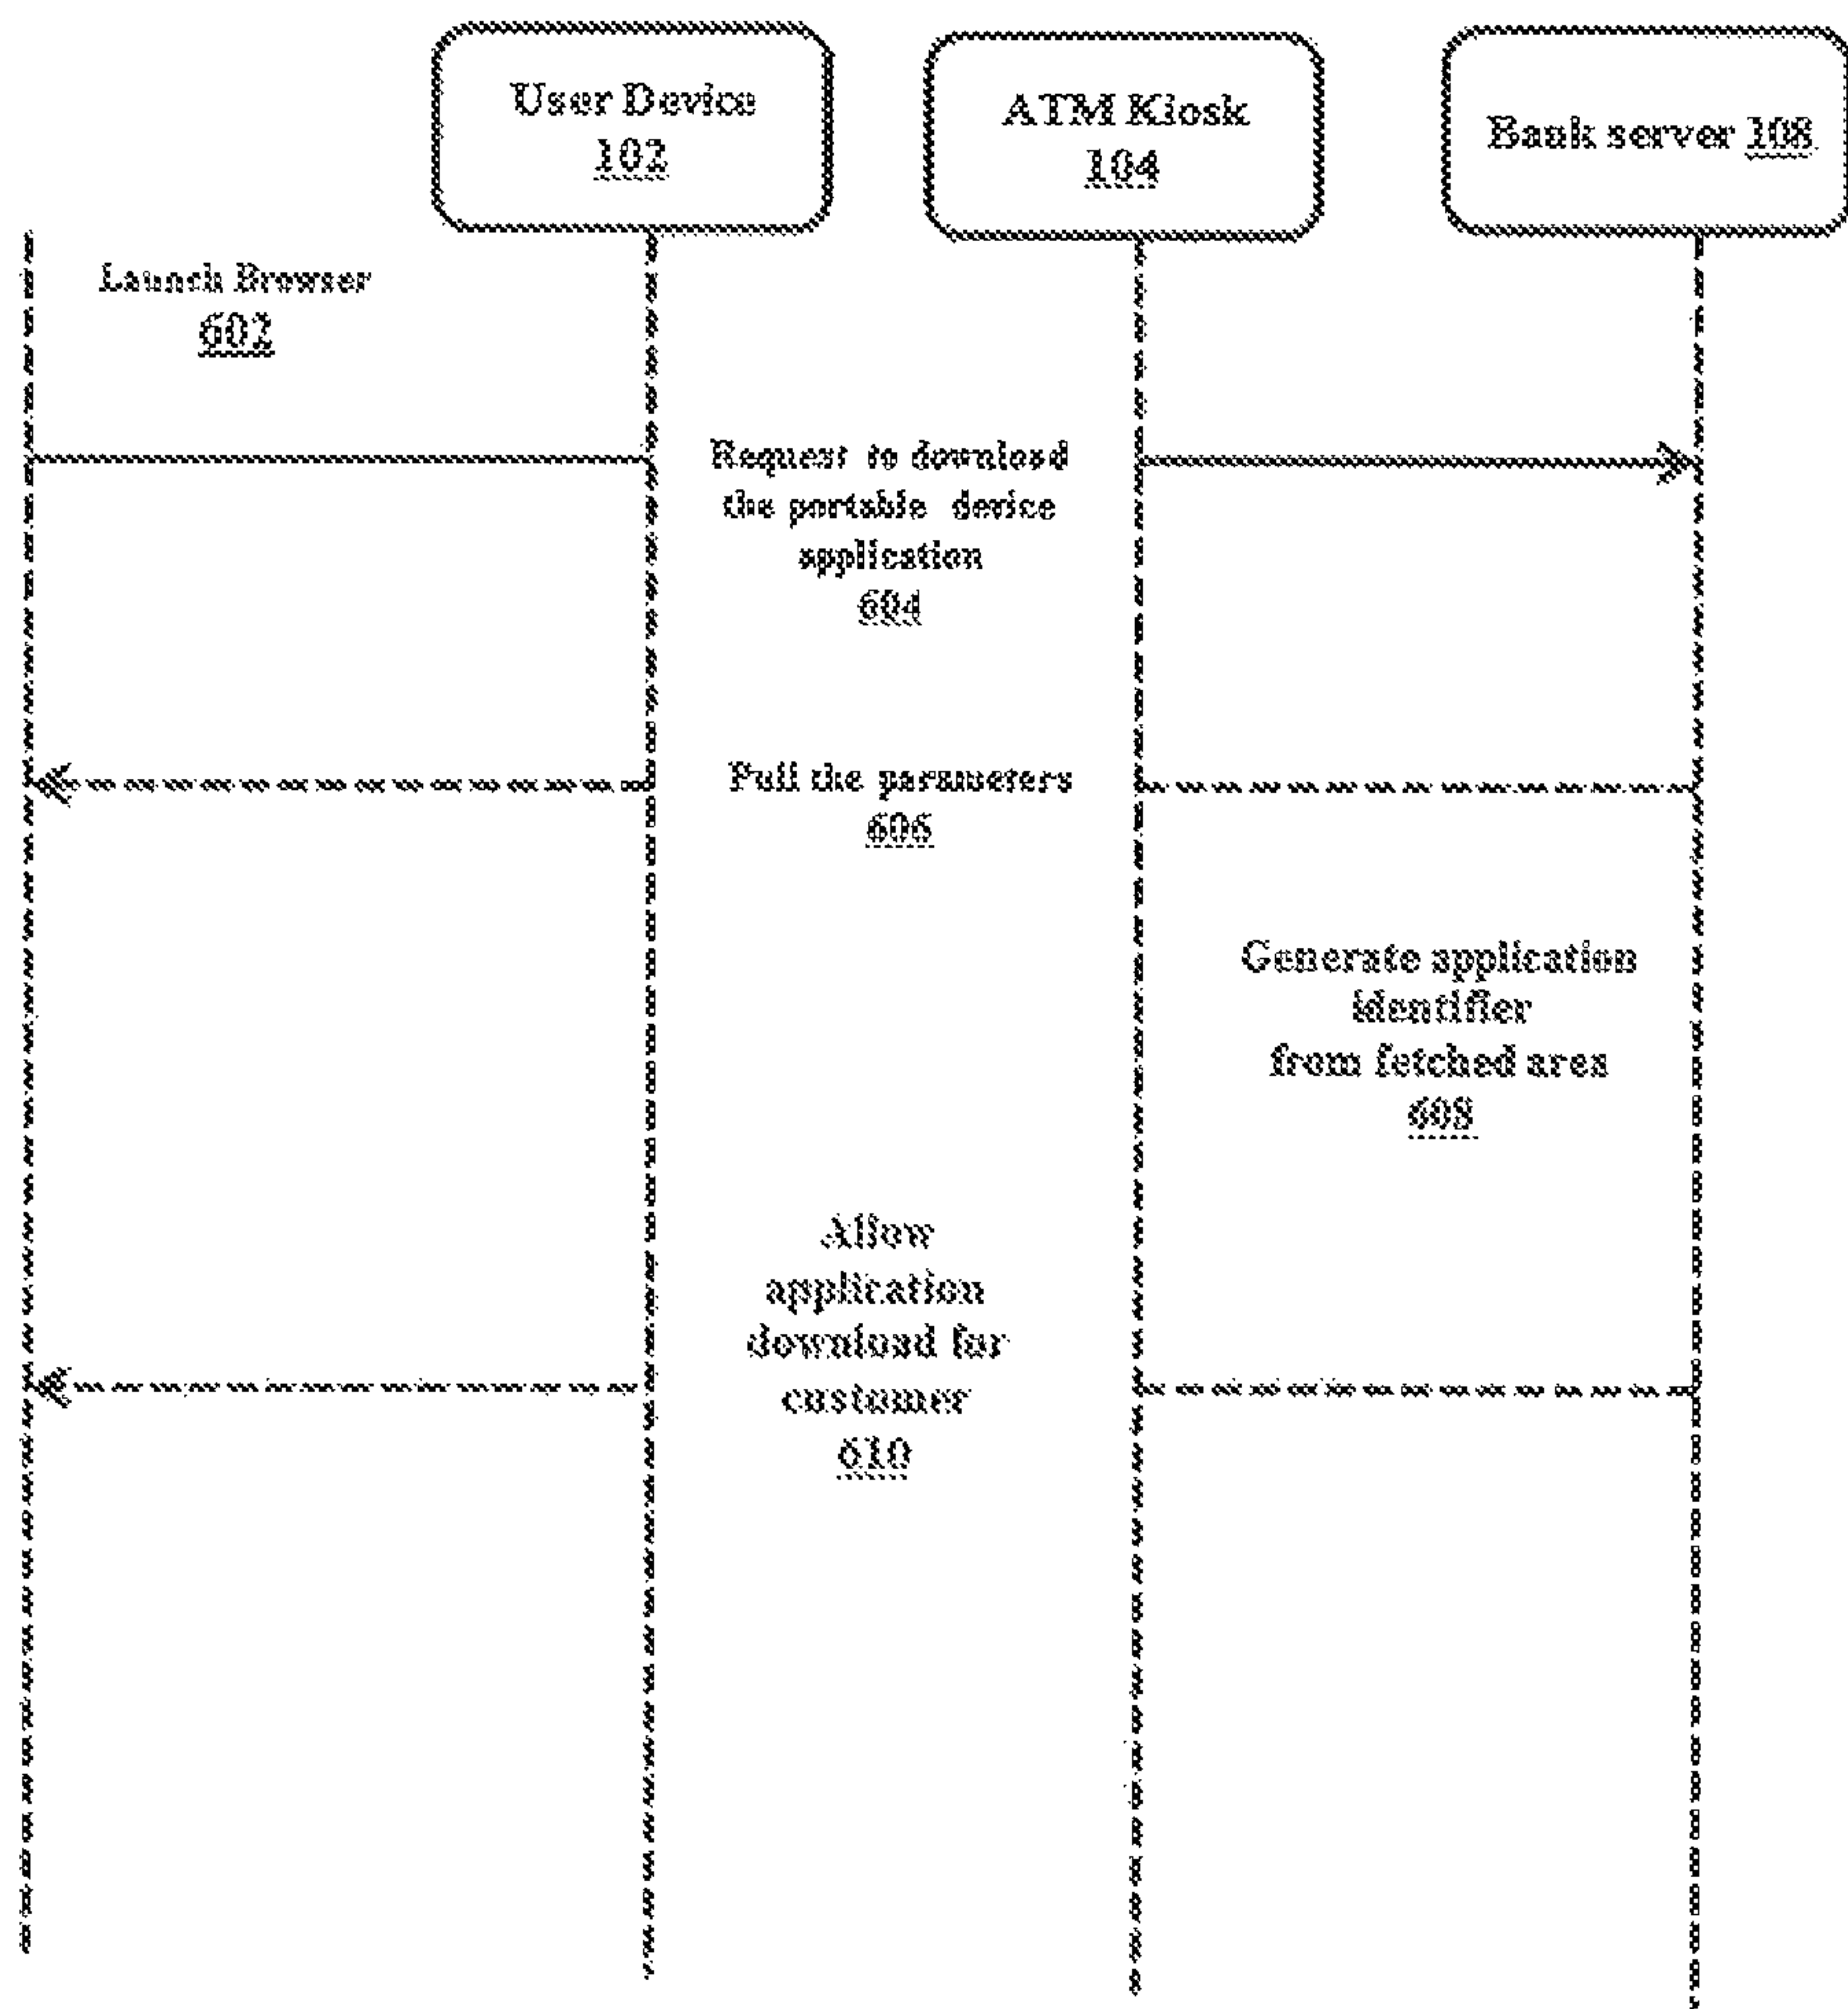 User Device
102
ATM Kiosk
104
Bank server 108
Launch Browser
602
Request to download
the portable device
application
604
Pull the parameters
606
Generate application
identifier
from fetched area
608
Allow
application
download for
customer
610